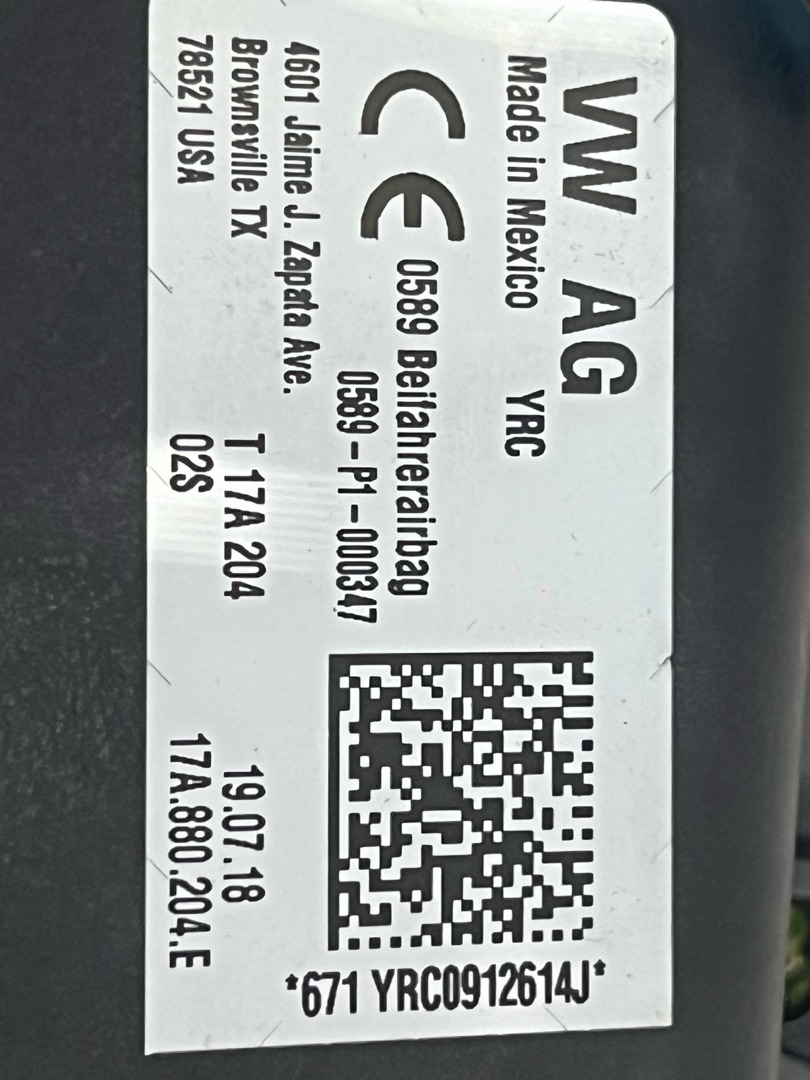 VW AG
Made in Mexico YRC
CE 0589 Beifahrerairbag
0589-P1-000347
4601 Jaime J. Zapata Ave.
Brownsville TX
78521 USA
T 17A 204
02S
19.07.18
17A.880.204.E
*671 YRC0912614J*